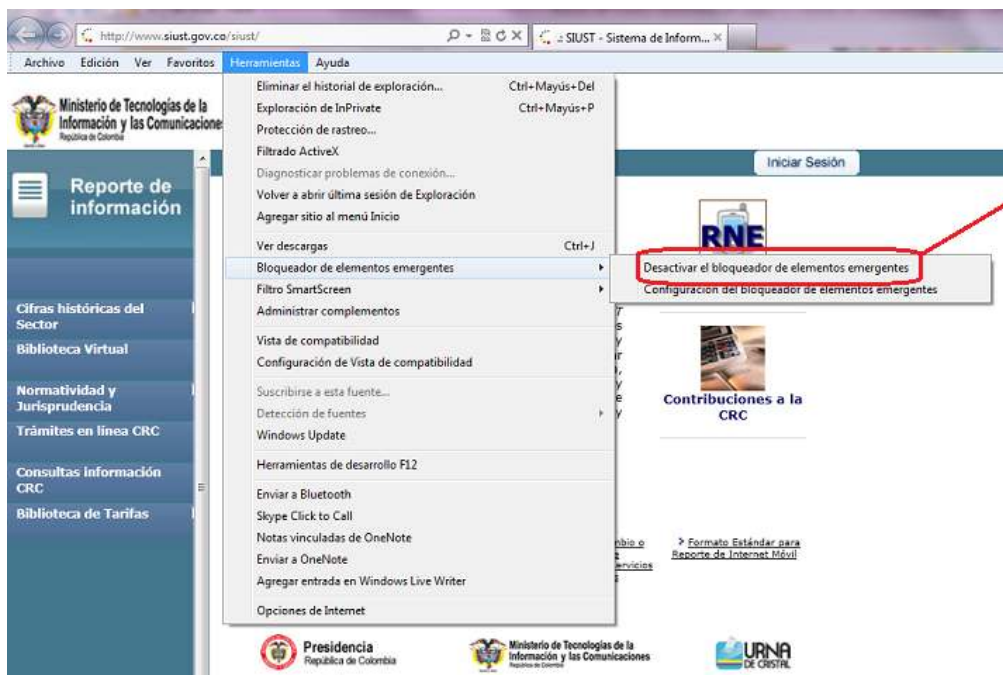 http://www.siust.gov.co/siust/
.: SIUST - Sistema de Inform...
Archivo Edición Ver Favoritos Herramientas Ayuda
Ministerio de Tecnologías de la
Información y las Comunicacione
República de Colombia
Reporte de
información
Cifras históricas del
Sector
Biblioteca Virtual
Normatividad y
Jurisprudencia
Trámites en línea CRC
Consultas información
CRC
Biblioteca de Tarifas
Eliminar el historial de exploración... Ctrl+Mayús+Del
Exploración de InPrivate Ctrl+Mayús+P
Protección de rastreo...
Filtrado ActiveX
Diagnosticar problemas de conexión...
Volver a abrir última sesión de Exploración
Agregar sitio al menú Inicio
Ver descargas Ctrl+J
Bloqueador de elementos emergentes
Filtro SmartScreen
Administrar complementos
Vista de compatibilidad
Configuración de Vista de compatibilidad
Suscribirse a esta fuente...
Detección de fuentes
Windows Update
Herramientas de desarrollo F12
Enviar a Bluetooth
Skype Click to Call
Notas vinculadas de OneNote
Enviar a OneNote
Agregar entrada en Windows Live Writer
Opciones de Internet
Desactivar el bloqueador de elementos emergentes
Configuración del bloqueador de elementos emergentes
Iniciar Sesión
RNE
Contribuciones a la
CRC
Formato Estándar para
Reporte de Internet Móvil
Presidencia
República de Colombia
Ministerio de Tecnologías de la
Información y las Comunicaciones
República de Colombia
URNA
DE CRISTAL